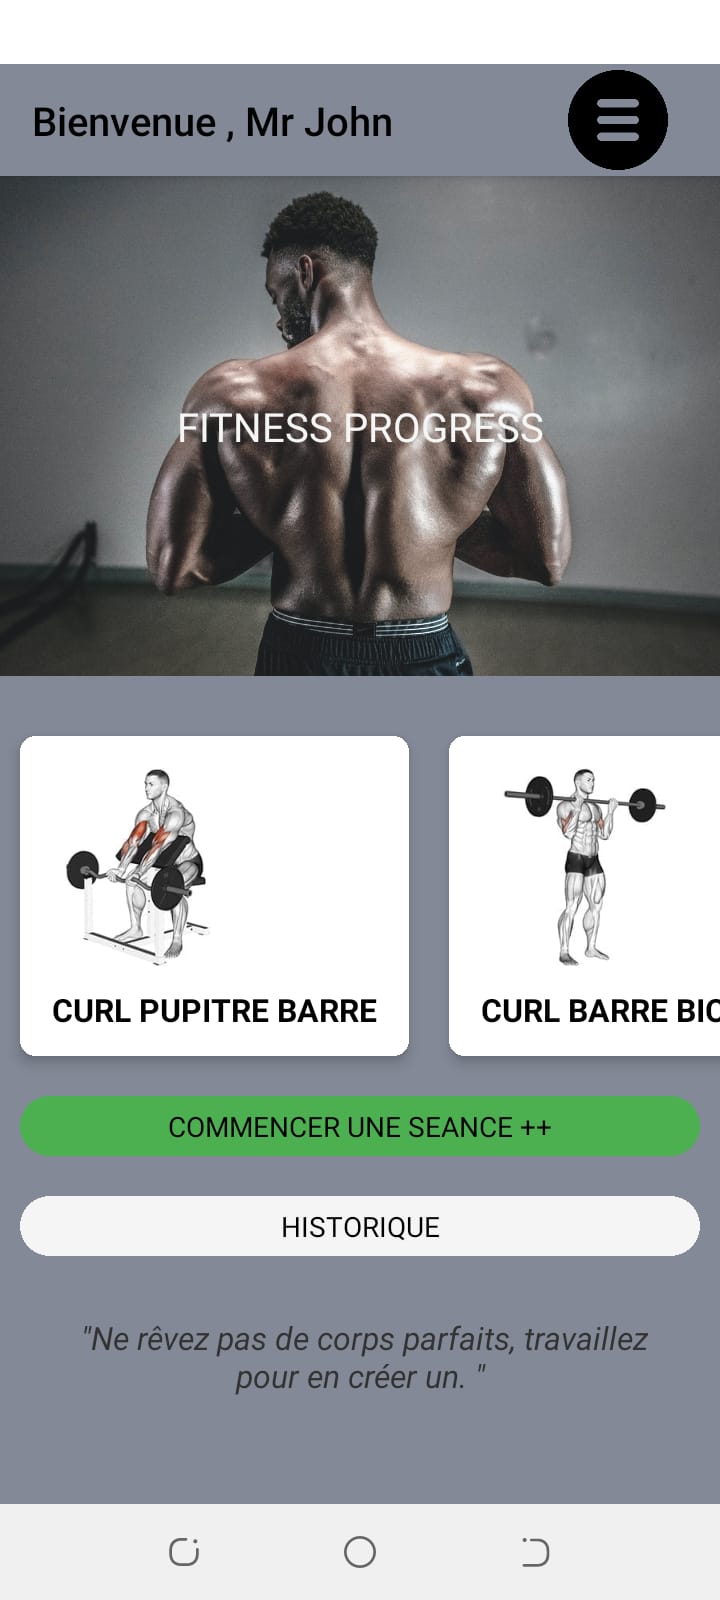 Bienvenue , Mr John
FITNESS PROGRESS
CURL PUPITRE BARRE
CURL BARRE BIC
COMMENCER UNE SEANCE ++
HISTORIQUE
"Ne rêvez pas de corps parfaits, travaillez
pour en créer un. "